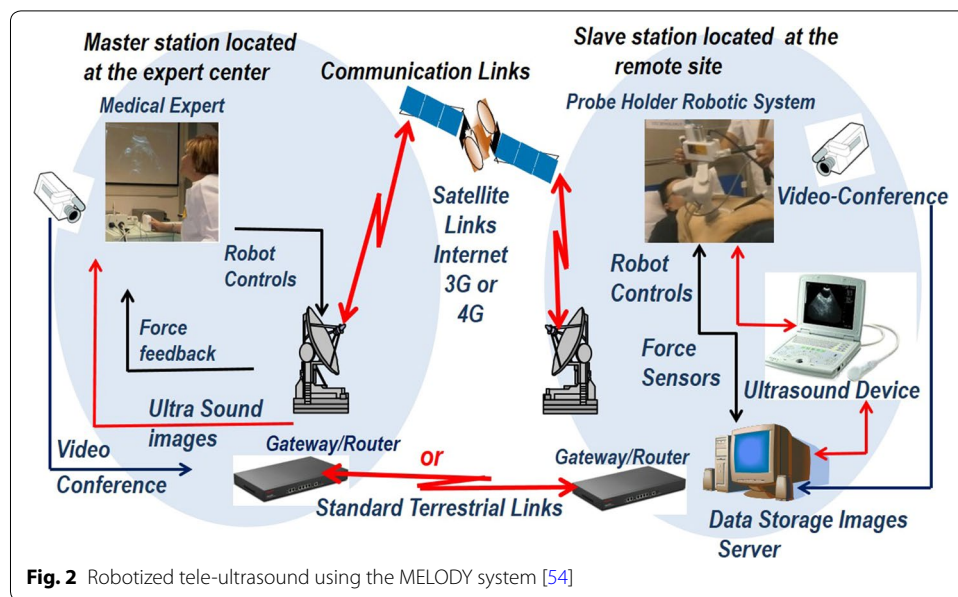 Master station located
at the expert center
Medical Expert
Communication Links
Slave station located at the
remote site
Probe Holder Robotic System
Video-Conference
Satellite
Links
Internet
3G or
4G
Robot
Controls
Force
feedback
Ultra Sound
images
Video
Conference
Gateway/Router
or
Standard Terrestrial Links
Gateway/Router
Robot
Controls
Force
Sensors
Ultrasound Device
Data Storage Images
Server
Fig. 2 Robotized tele-ultrasound using the MELODY system [54]